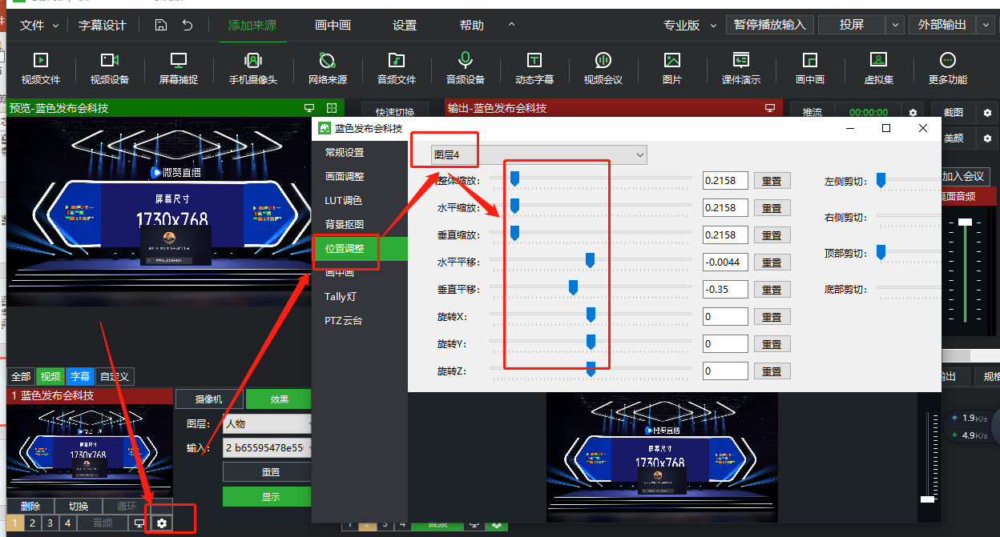 文件 字幕设计 添加来源 画中画 设置 帮助 专业版 暂停播放输入 投屏 外部输出
视频文件 视频设备 屏幕捕捉 手机摄像头 网络来源 音频文件 音频设备 动态字幕 视频会议 图片 课件演示 画中画 虚拟集 更多功能
预览-蓝色发布会科技 快速切换 输出-蓝色发布会科技 推流 00:00:00 截图
美颜
加入会议
桌面音频
微赞直播
屏幕尺寸
1730x768
蓝色发布会科技
常规设置
画面调整
LUT调色
背景抠图
位置调整
画中画
Tally灯
PTZ云台
图层4
整体缩放: 0.2158 重置
水平缩放: 0.2158 重置
垂直缩放: 0.2158 重置
水平平移: -0.0044 重置
垂直平移: -0.35 重置
旋转X: 0 重置
旋转Y: 0 重置
旋转Z: 0 重置
左侧剪切:
右侧剪切:
顶部剪切:
底部剪切:
全部 视频 字幕 自定义
1 蓝色发布会科技
摄像机 效果
图层: 人物
输入: 2 b65595478e55
重置
显示
微赞直播
屏幕尺寸
1730x768
删除 切换 循环
1 2 3 4 音频
微赞直播
屏幕尺寸
1730x768
1 2 3 4 音频
出 规格
1.9K/s
4.9K/s